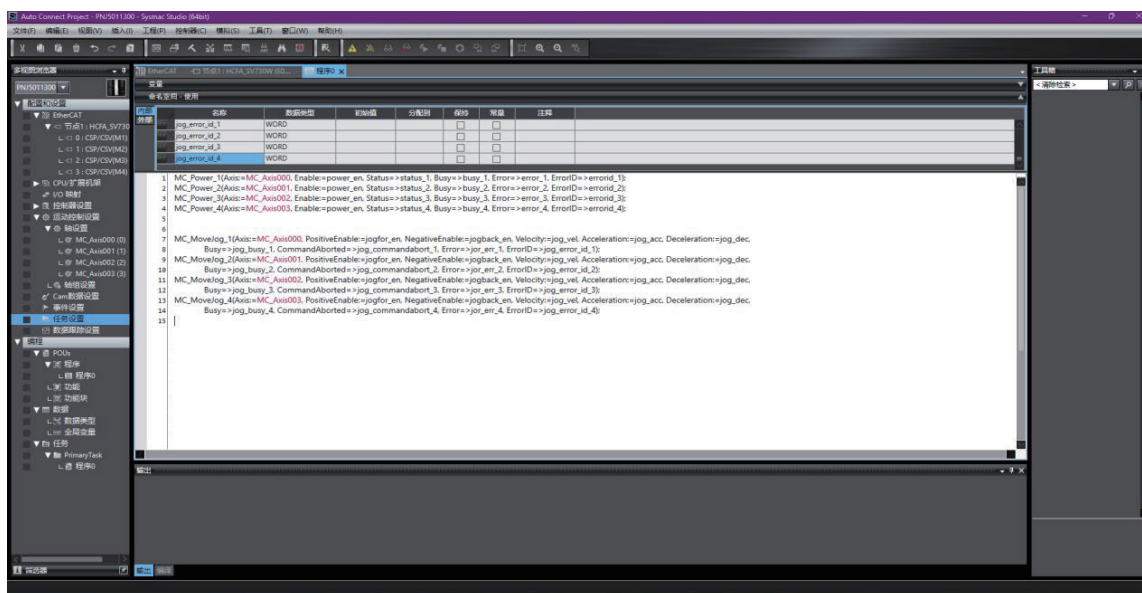 Auto Connect Project - PNJ5011300 - Sysmac Studio (64bit)
文件(F) 编辑(E) 视图(V) 插入(I) 工程(P) 控制器(C) 模拟(S) 工具(T) 窗口(W) 帮助(H)
多视图浏览器
PNJ5011300
配置和设置
EtherCAT
节点1 : HCFA_SV730
0 : CSP/CSV(M1)
1 : CSP/CSV(M2)
2 : CSP/CSV(M3)
3 : CSP/CSV(M4)
CPU/扩展机架
I/O 映射
控制器设置
运动控制设置
轴设置
MC_Axis000 (0)
MC_Axis001 (1)
MC_Axis002 (2)
MC_Axis003 (3)
轴组设置
Cam数据设置
事件设置
任务设置
数据跟踪设置
编程
POUs
程序
程序0
功能
功能块
数据
数据类型
全局变量
任务
PrimaryTask
程序0
筛选器
EtherCAT 节点1 : HCFA_SV730W (E0... 程序0 x
变量
命名空间 - 使用
内部
外部
名称 数据类型 初始值 分配到 保持 常量 注释
jog_error_id_1 WORD
jog_error_id_2 WORD
jog_error_id_3 WORD
jog_error_id_4 WORD
1 MC_Power_1(Axis:=MC_Axis000, Enable:=power_en, Status=>status_1, Busy=>busy_1, Error=>error_1, ErrorID=>errorid_1);
2 MC_Power_2(Axis:=MC_Axis001, Enable:=power_en, Status=>status_2, Busy=>busy_2, Error=>error_2, ErrorID=>errorid_2);
3 MC_Power_3(Axis:=MC_Axis002, Enable:=power_en, Status=>status_3, Busy=>busy_3, Error=>error_3, ErrorID=>errorid_3);
4 MC_Power_4(Axis:=MC_Axis003, Enable:=power_en, Status=>status_4, Busy=>busy_4, Error=>error_4, ErrorID=>errorid_4);
5
6
7 MC_MoveJog_1(Axis:=MC_Axis000, PositiveEnable:=jogfor_en, NegativeEnable:=jogback_en, Velocity:=jog_vel, Acceleration:=jog_acc, Deceleration:=jog_dec,
8 Busy=>jog_busy_1, CommandAborted=>jog_commandabort_1, Error=>jor_err_1, ErrorID=>jog_error_id_1);
9 MC_MoveJog_2(Axis:=MC_Axis001, PositiveEnable:=jogfor_en, NegativeEnable:=jogback_en, Velocity:=jog_vel, Acceleration:=jog_acc, Deceleration:=jog_dec,
10 Busy=>jog_busy_2, CommandAborted=>jog_commandabort_2, Error=>jor_err_2, ErrorID=>jog_error_id_2);
11 MC_MoveJog_3(Axis:=MC_Axis002, PositiveEnable:=jogfor_en, NegativeEnable:=jogback_en, Velocity:=jog_vel, Acceleration:=jog_acc, Deceleration:=jog_dec,
12 Busy=>jog_busy_3, CommandAborted=>jog_commandabort_3, Error=>jor_err_3, ErrorID=>jog_error_id_3);
13 MC_MoveJog_4(Axis:=MC_Axis003, PositiveEnable:=jogfor_en, NegativeEnable:=jogback_en, Velocity:=jog_vel, Acceleration:=jog_acc, Deceleration:=jog_dec,
14 Busy=>jog_busy_4, CommandAborted=>jog_commandabort_4, Error=>jor_err_4, ErrorID=>jog_error_id_4);
15
输出
输出 编译
工具箱
<清除检索>